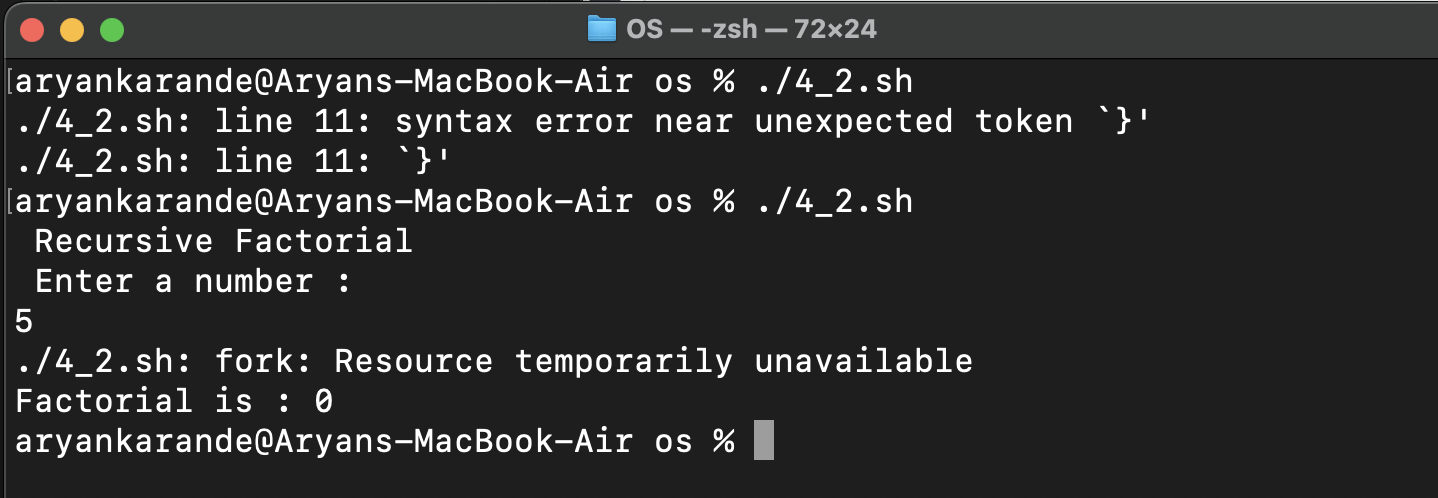 OS — -zsh — 72×24
[aryankarande@Aryans-MacBook-Air os % ./4_2.sh
./4_2.sh: line 11: syntax error near unexpected token `}'
./4_2.sh: line 11: `}'
[aryankarande@Aryans-MacBook-Air os % ./4_2.sh
 Recursive Factorial
 Enter a number :
5
./4_2.sh: fork: Resource temporarily unavailable
Factorial is : 0
aryankarande@Aryans-MacBook-Air os %